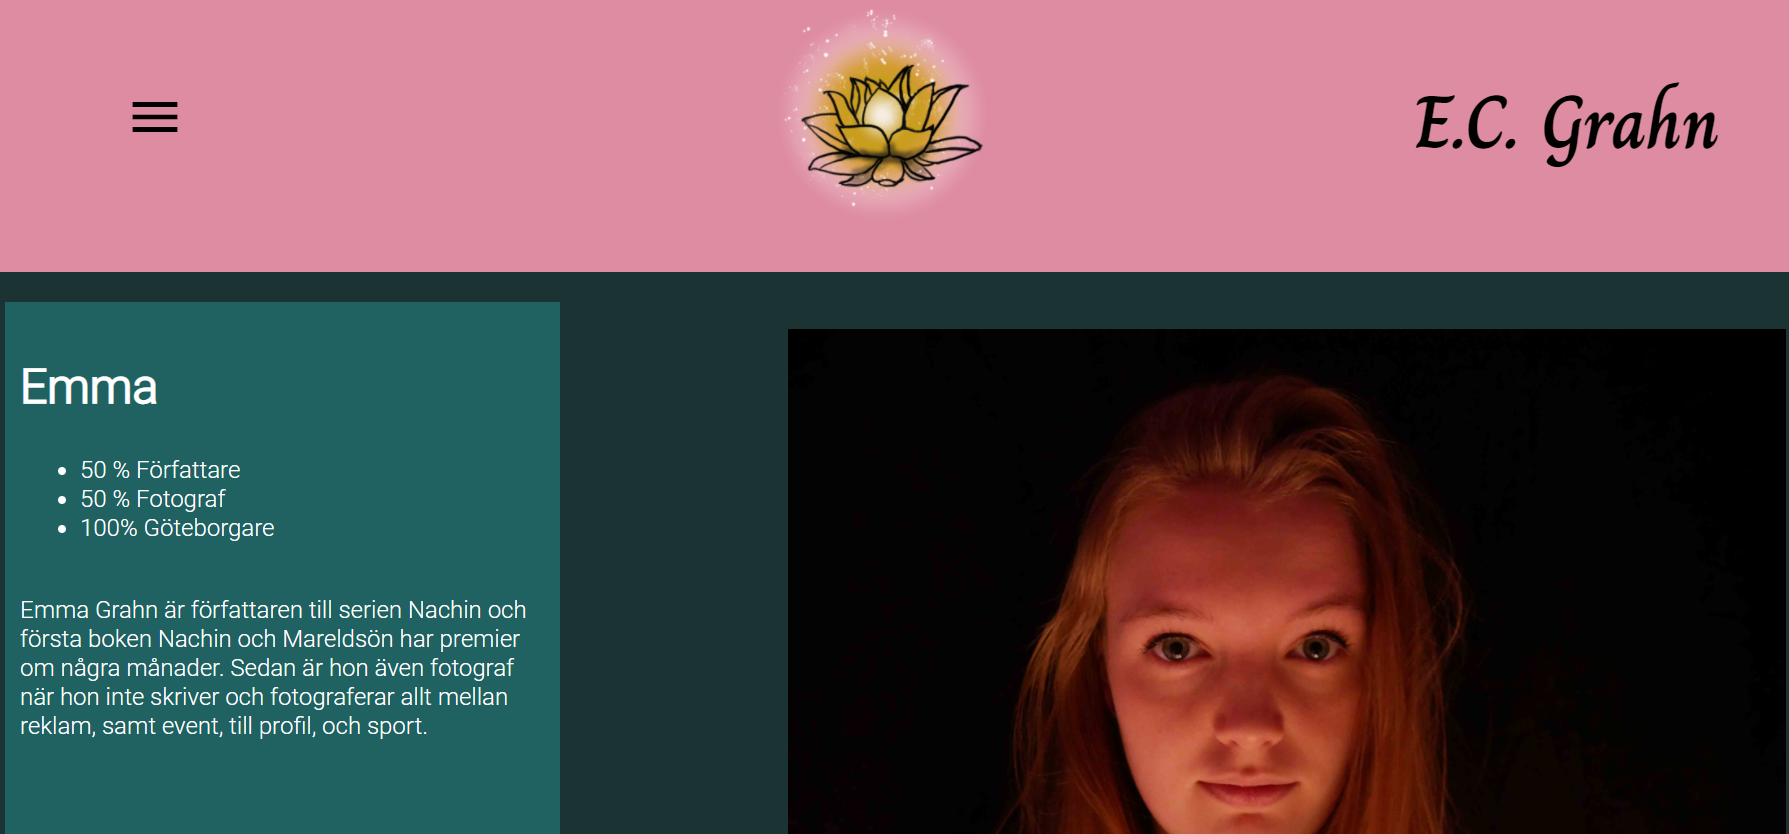 E.C. Grahn
Emma
50 % Författare
50 % Fotograf
100% Göteborgare
Emma Grahn är författaren till serien Nachin och
första boken Nachin och Mareldsön har premier
om några månader. Sedan är hon även fotograf
när hon inte skriver och fotograferar allt mellan
reklam, samt event, till profil, och sport.